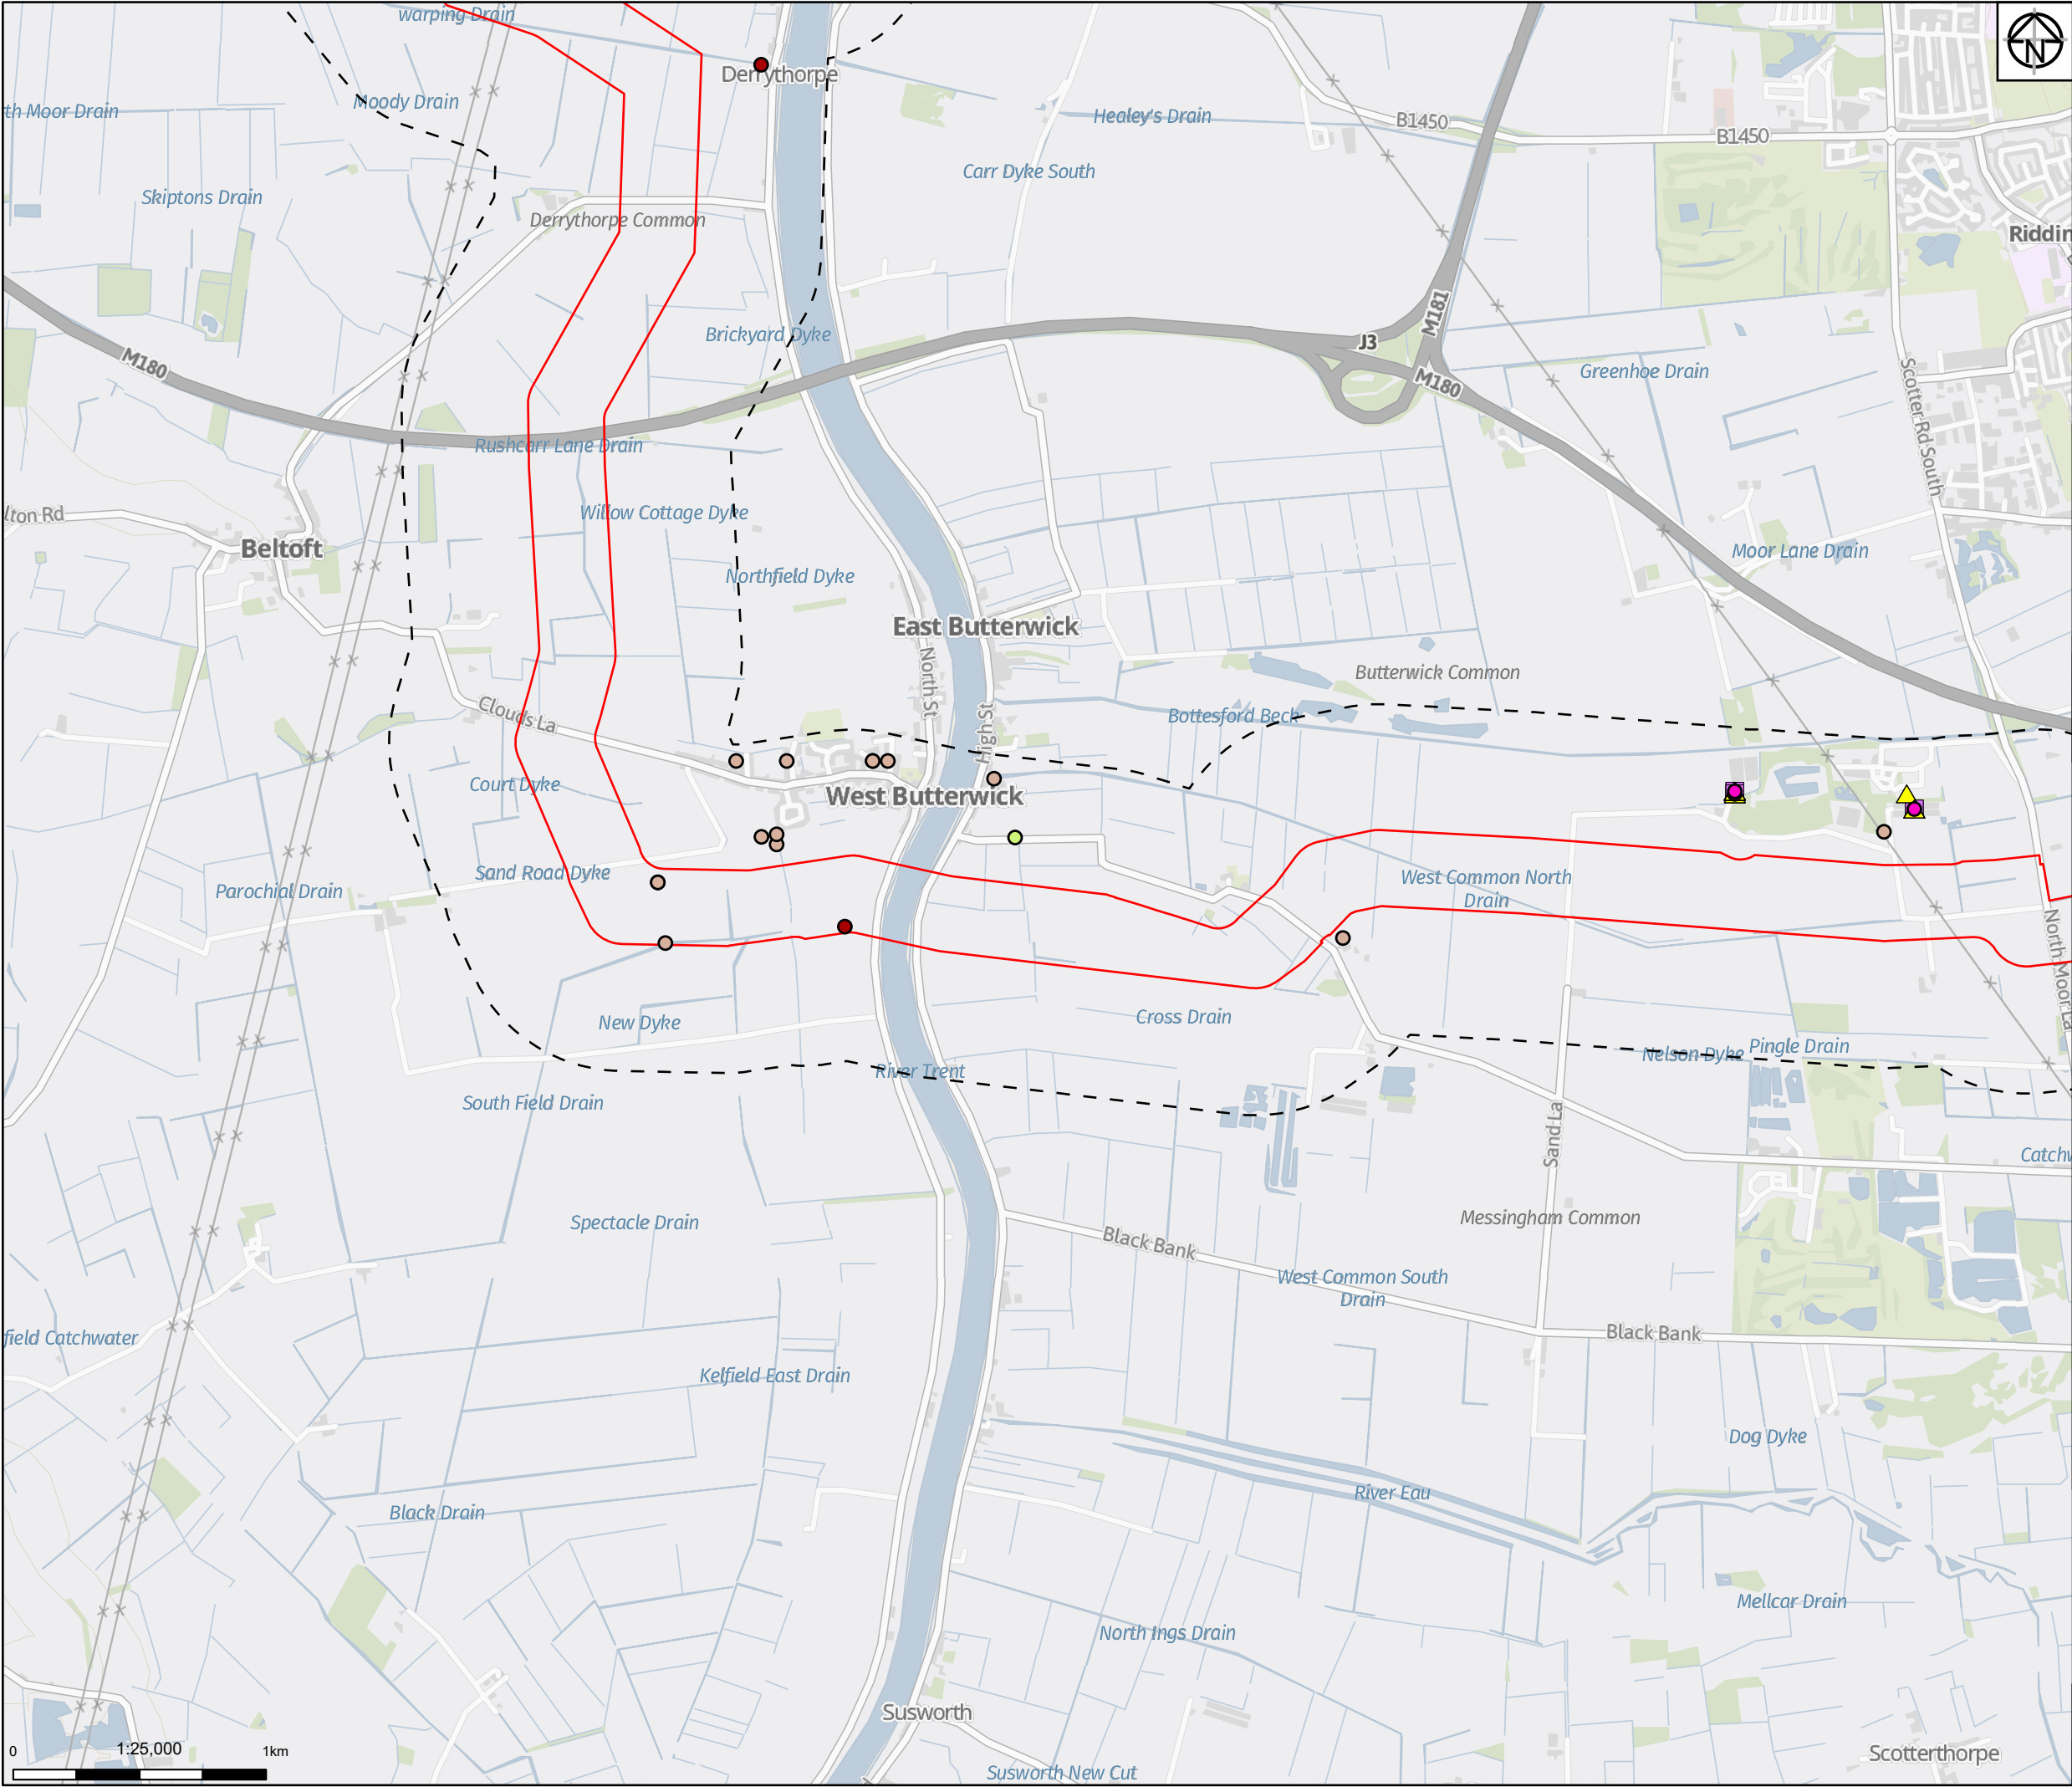 warping Drain
N
Derrythorpe
Moody Drain
th Moor Drain
Healey's Drain
B1450
B1450
Carr Dyke South
Skiptons Drain
Derrythorpe Common
Riddin
M181
Brickyard Dyke
J3
M180
M180
Greenhoe Drain
Scotter Rd South
Rushcarr Lane Drain
lton Rd
Willow Cottage Dyke
Beltoft
Moor Lane Drain
Northfield Dyke
East Butterwick
North St
Butterwick Common
Clouds La
High St
Bottesford Beck
Court Dyke
West Butterwick
Sand Road Dyke
Parochial Drain
West Common North
Drain
North Moor La
New Dyke
Cross Drain
Nelson Dyke
Pingle Drain
River Trent
South Field Drain
Sand La
Catchw
Spectacle Drain
Messingham Common
Black Bank
West Common South
Drain
field Catchwater
Black Bank
Kelfield East Drain
Dog Dyke
River Eau
Black Drain
Mellcar Drain
North Ings Drain
Susworth
Scotterthorpe
0
1:25,000
1km
Susworth New Cut